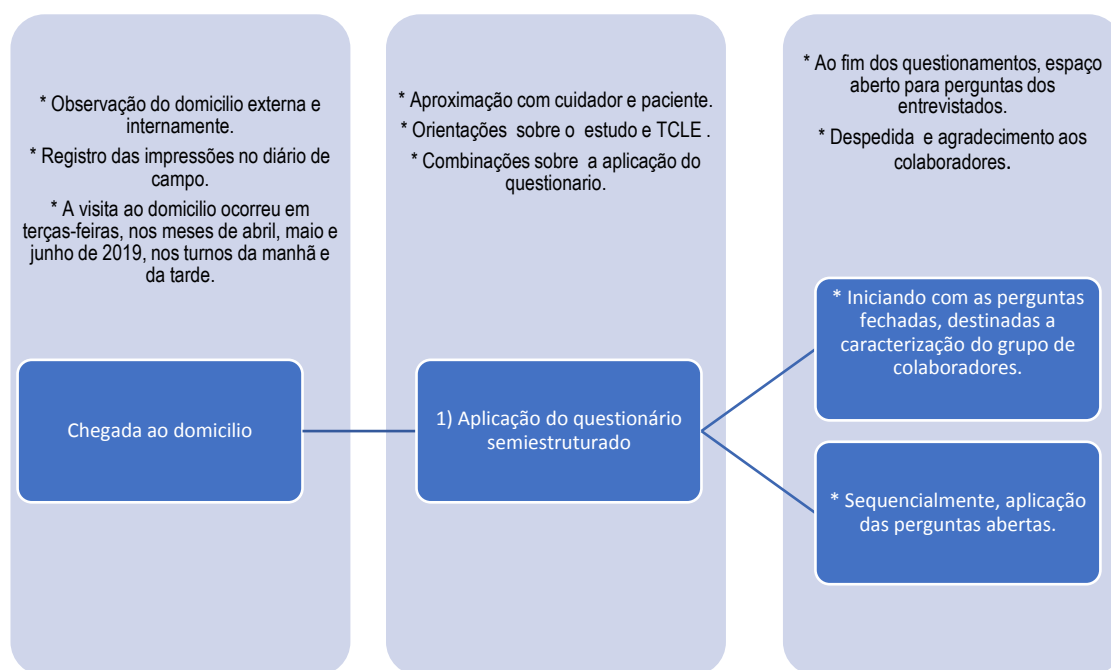 * Observação do domicilio externa e
internamente.
* Registro das impressões no diário de
campo.
* A visita ao domicilio ocorreu em
terças-feiras, nos meses de abril, maio e
junho de 2019, nos turnos da manhã e
da tarde.
Chegada ao domicilio
* Aproximação com cuidador e paciente.
* Orientações sobre o estudo e TCLE .
* Combinações sobre a aplicação do
questionario.
1) Aplicação do questionário
semiestruturado
* Ao fim dos questionamentos, espaço
aberto para perguntas dos
entrevistados.
* Despedida e agradecimento aos
colaboradores.
* Iniciando com as perguntas
fechadas, destinadas a
caracterização do grupo de
colaboradores.
* Sequencialmente, aplicação
das perguntas abertas.